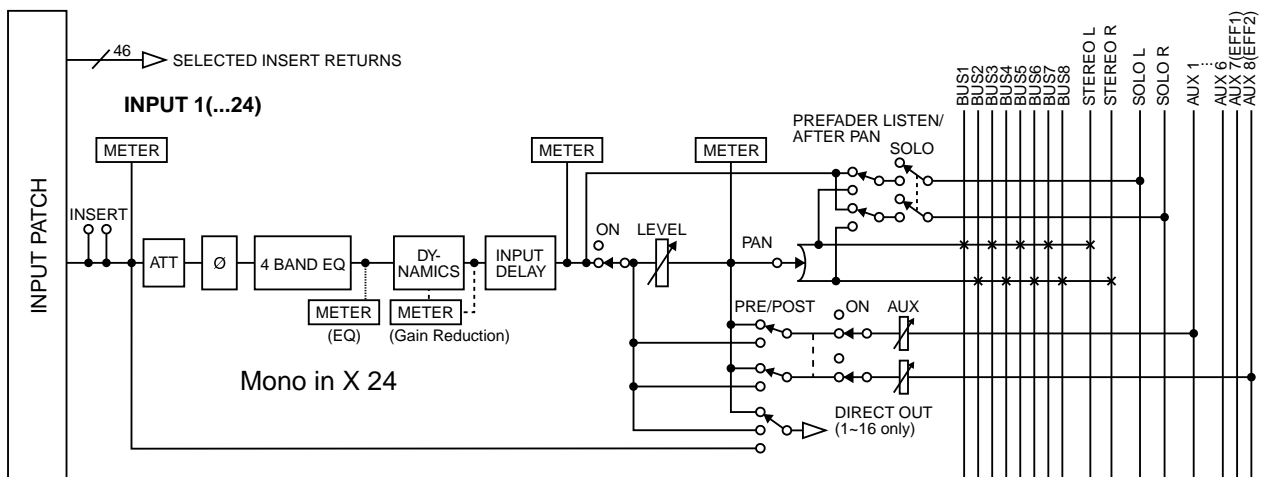 INPUT PATCH
46
SELECTED INSERT RETURNS
INPUT 1(...24)
BUS1
BUS2
BUS3
BUS4
BUS5
BUS6
BUS7
BUS8
STEREO L
STEREO R
SOLO L
SOLO R
AUX 1
...
AUX 6
AUX 7(EFF1)
AUX 8(EFF2)
PREFADER LISTEN/
AFTER PAN
SOLO
METER
METER
METER
INSERT
ON
LEVEL
PAN
ATT
Ø
4 BAND EQ
DY-
NAMICS
INPUT
DELAY
METER
(EQ)
METER
(Gain Reduction)
PRE/POST
ON
AUX
Mono in X 24
DIRECT OUT
(1~16 only)